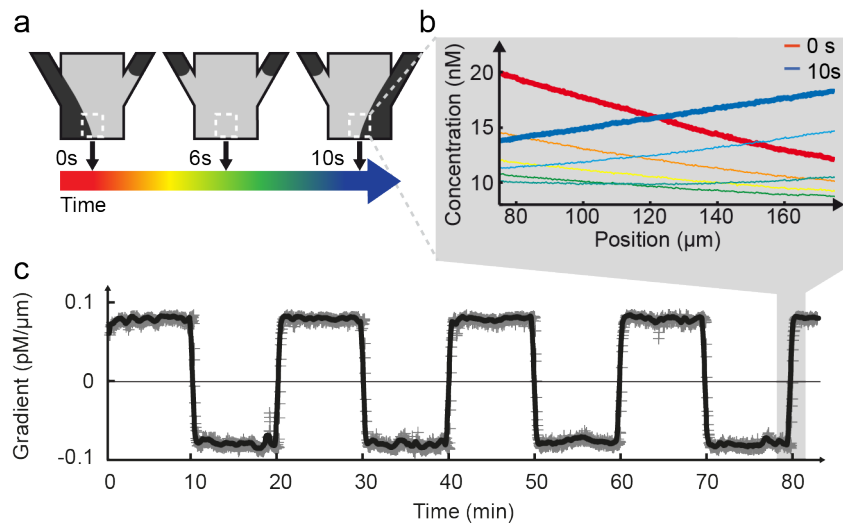 a
0s
6s
10s
Time
b
0 s
10s
Concentration (nM)
20
15
10
80
100
120
140
160
Position (µm)
c
Gradient (pM/µm)
0.1
0
-0.1
0
10
20
30
40
50
60
70
80
Time (min)